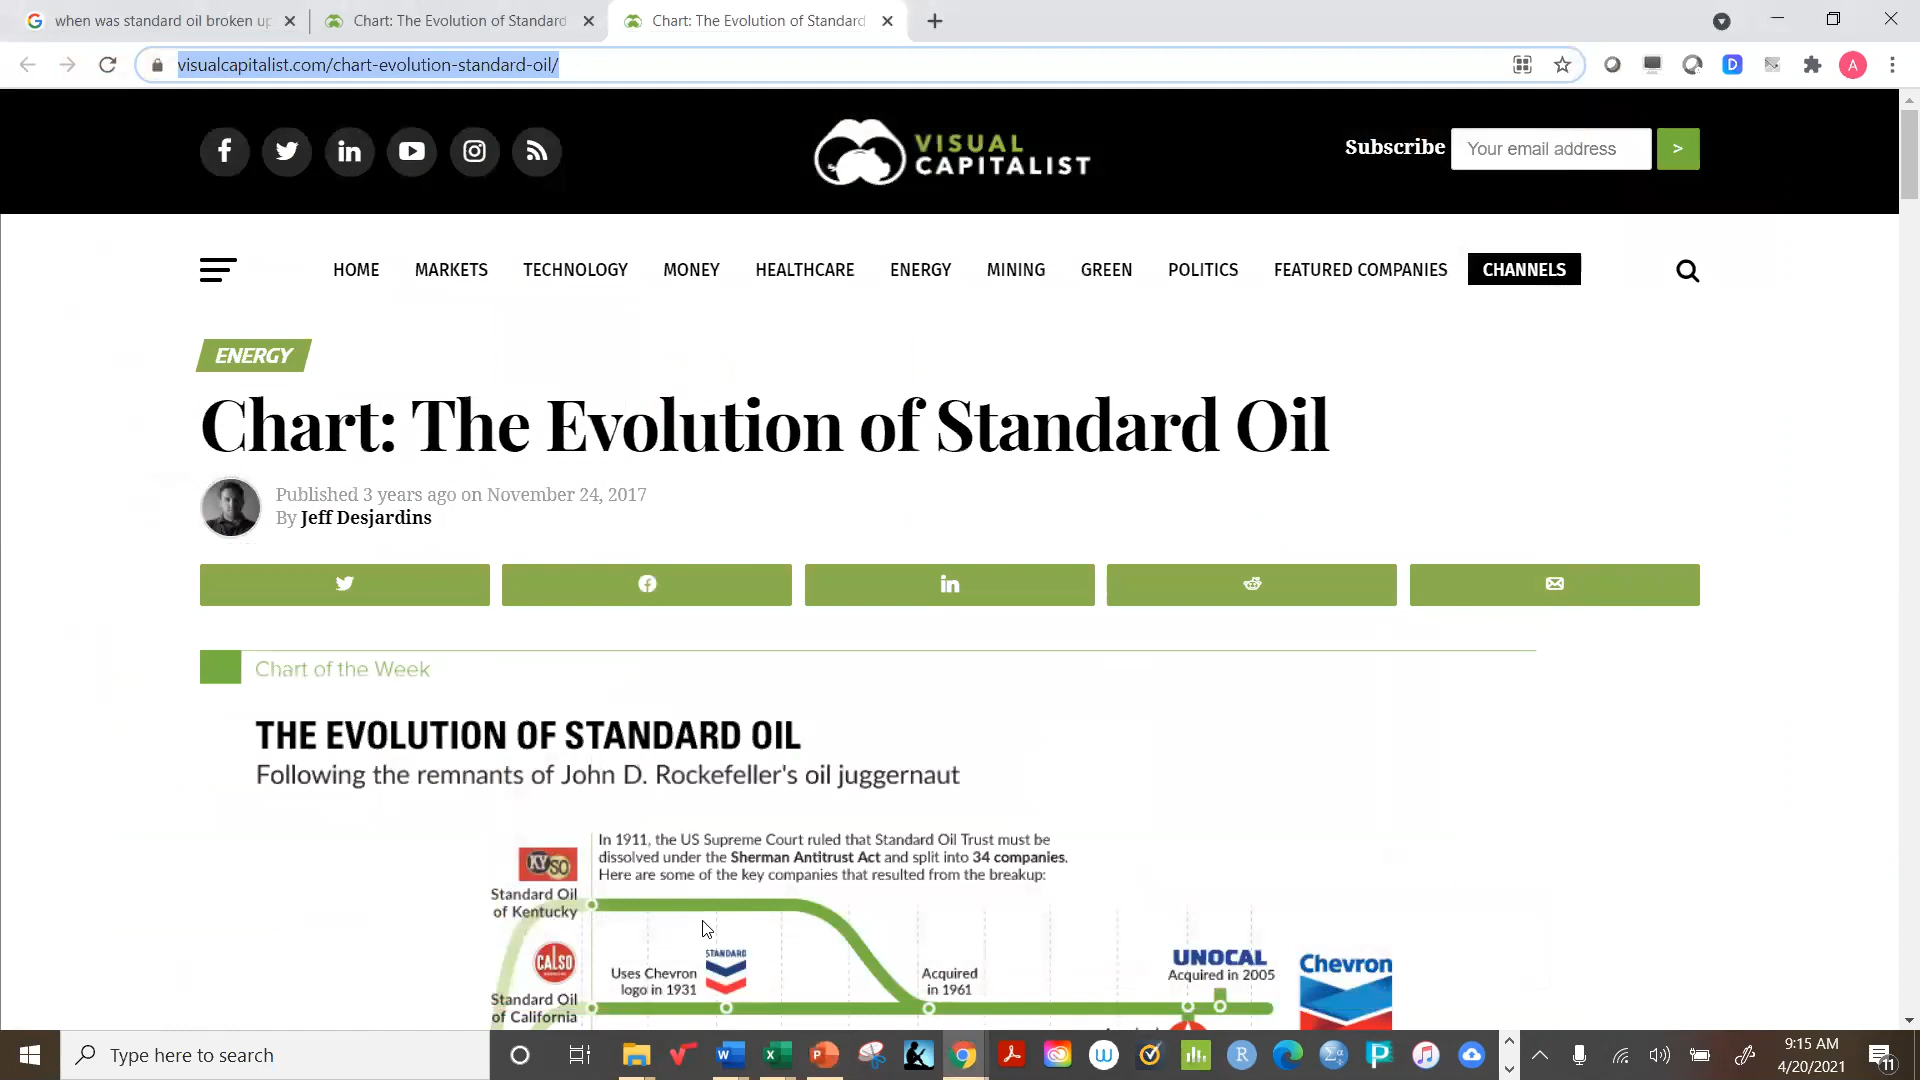 when was standard oil broken up
Chart: The Evolution of Standard
Chart: The Evolution of Standard
visualcapitalist.com/chart-evolution-standard-oil/
D
A
VISUAL
CAPITALIST
Subscribe
Your email address
>
HOME
MARKETS
TECHNOLOGY
MONEY
HEALTHCARE
ENERGY
MINING
GREEN
POLITICS
FEATURED COMPANIES
CHANNELS
ENERGY
Chart: The Evolution of Standard Oil
Published 3 years ago on November 24, 2017
By Jeff Desjardins
Chart of the Week
THE EVOLUTION OF STANDARD OIL
Following the remnants of John D. Rockefeller's oil juggernaut
In 1911, the US Supreme Court ruled that Standard Oil Trust must be
dissolved under the Sherman Antitrust Act and split into 34 companies.
Here are some of the key companies that resulted from the breakup:
KYSO
Standard Oil
of Kentucky
CALSO
Standard Oil
of California
Uses Chevron
logo in 1931
STANDARD
Acquired
in 1961
UNOCAL
Acquired in 2005
Chevron
Type here to search
9:15 AM
4/20/2021
11